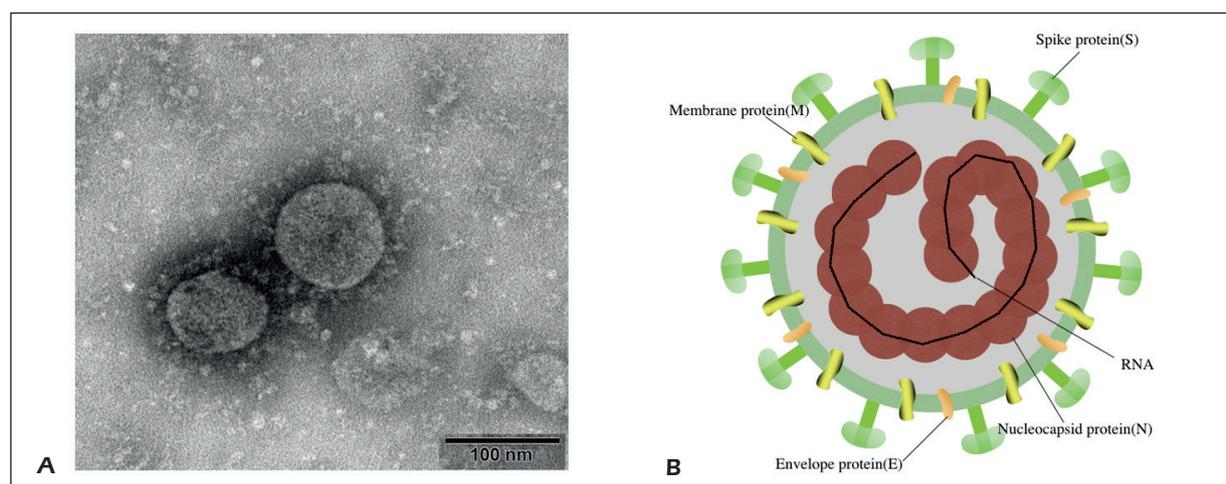 Spike protein(S)
Membrane protein(M)
RNA
Nucleocapsid protein(N)
Envelope protein(E)
100 nm
A
B